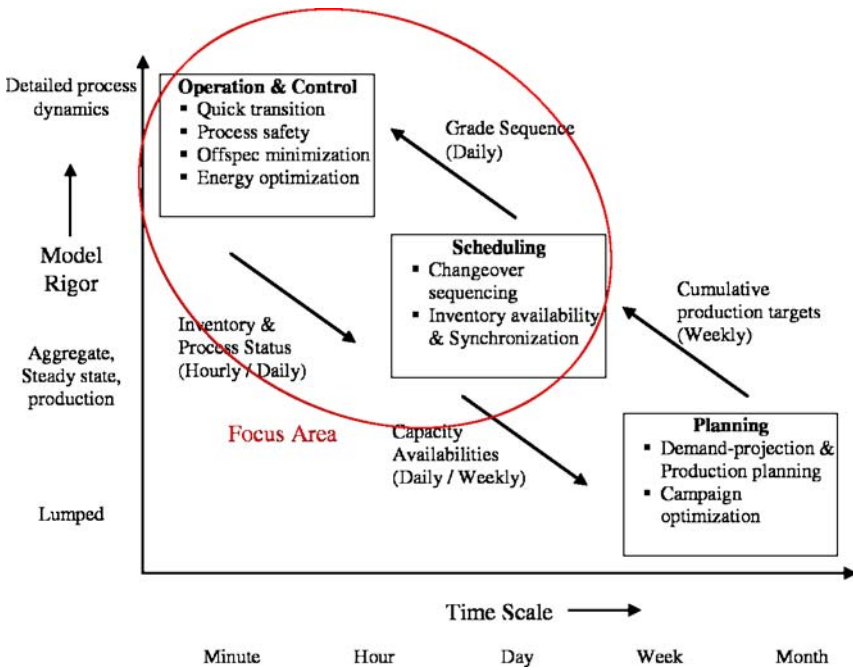 Detailed process
dynamics
Model
Rigor
Aggregate,
Steady state,
production
Lumped
Operation & Control
▪ Quick transition
▪ Process safety
▪ Offspec minimization
▪ Energy optimization
Grade Sequence
(Daily)
Scheduling
▪ Changeover
sequencing
▪ Inventory availability
& Synchronization
Inventory &
Process Status
(Hourly / Daily)
Cumulative
production targets
(Weekly)
Focus Area
Capacity
Availabilities
(Daily / Weekly)
Planning
▪ Demand-projection &
Production planning
▪ Campaign
optimization
Time Scale
Minute Hour Day Week Month